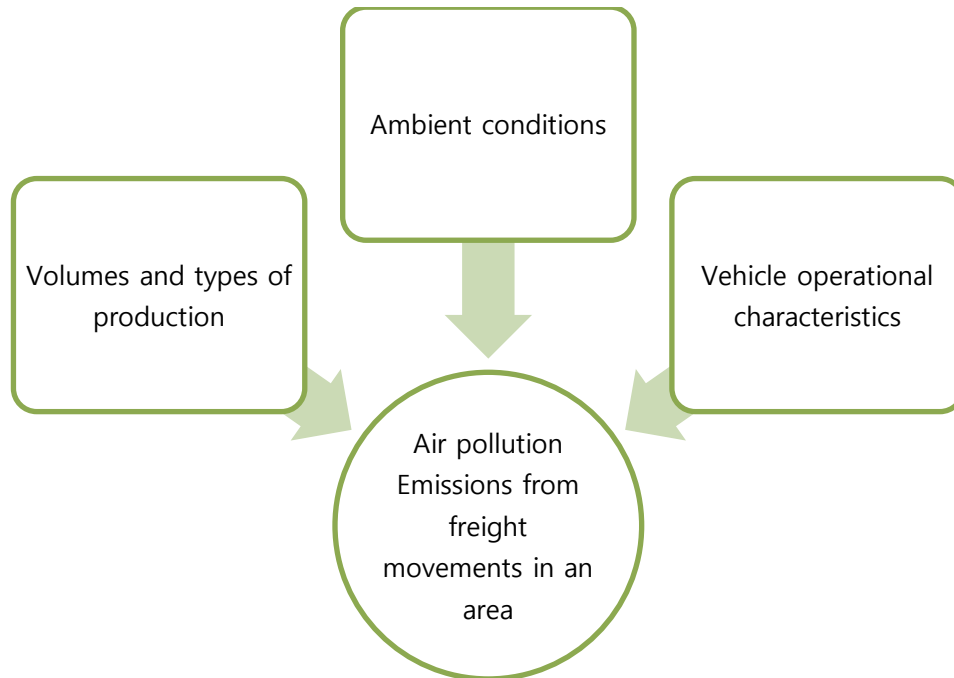 Ambient conditions
Volumes and types of
production
Vehicle operational
characteristics
Air pollution
Emissions from
freight
movements in an
area